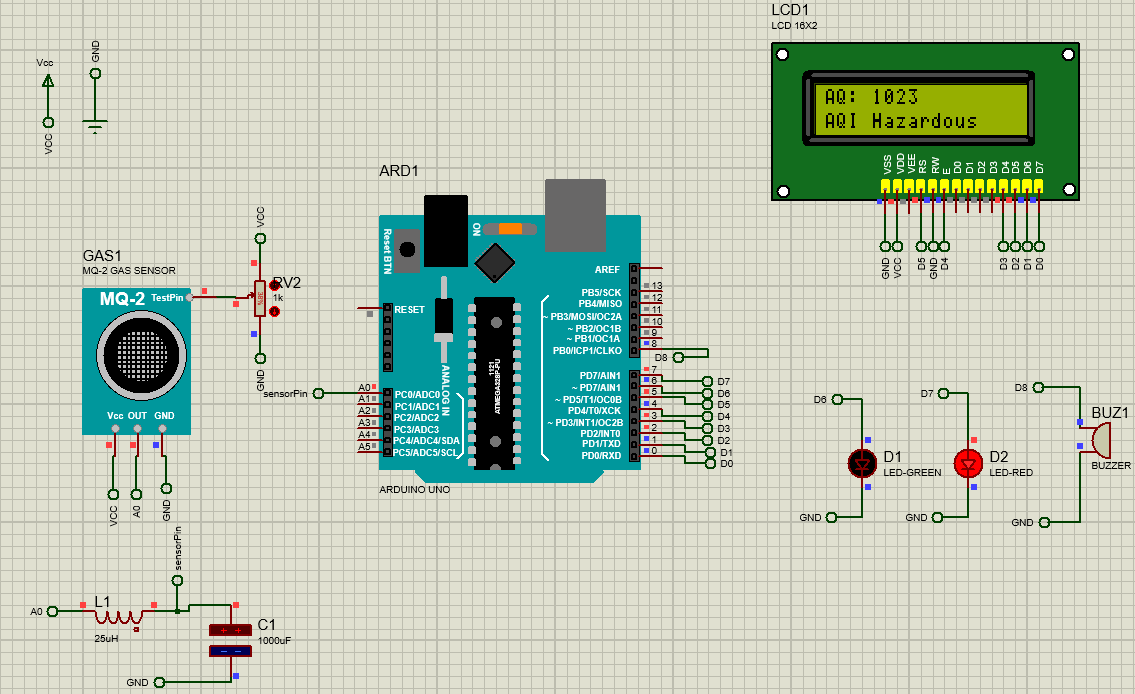 Vcc
VCC
GND
GAS1
MQ-2 GAS SENSOR
MQ-2
TestPin
Vcc OUT GND
VCC
A0
GND
VCC
RV2
1k
GND
sensorPin
A0
L1
25uH
sensorPin
C1
1000uF
GND
ARD1
Reset BTN
ON
RESET
ANALOG IN
1121
ATMEGA328P-PU
A0 PC0/ADC0
A1 PC1/ADC1
A2 PC2/ADC2
A3 PC3/ADC3
A4 PC4/ADC4/SDA
A5 PC5/ADC5/SCL
AREF
PB5/SCK 13
PB4/MISO 12
~ PB3/MOSI/OC2A 11
~ PB2/OC1B 10
~ PB1/OC1A 9
PB0/ICP1/CLKO 8
D8
PD7/AIN1 7 D7
~ PD7/AIN1 6 D6
~ PD5/T1/OC0B 5 D5
PD4/T0/XCK 4 D4
~ PD3/INT1/OC2B 3 D3
PD2/INT0 2 D2
PD1/TXD 1 D1
PD0/RXD 0 D0
ARDUINO UNO
LCD1
LCD 16X2
AQ: 1023
AQI Hazardous
VSS VDD VEE RS RW E D0 D1 D2 D3 D4 D5 D6 D7
GND VCC D5 GND D4 D3 D2 D1 D0
D6
D1
LED-GREEN
GND
D7
D2
LED-RED
GND
D8
BUZ1
BUZZER
GND